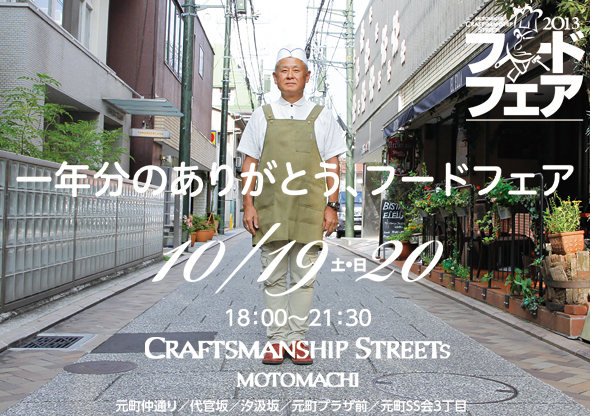 2013
フード
フェア
一年分のありがとう、フードフェア
10/19 土・日 20
18:00〜21:30
CRAFTSMANSHIP STREETS
MOTOMACHI
元町仲通り／代官坂／汐汲坂／元町プラザ前／元町SS会3丁目
BISTRO